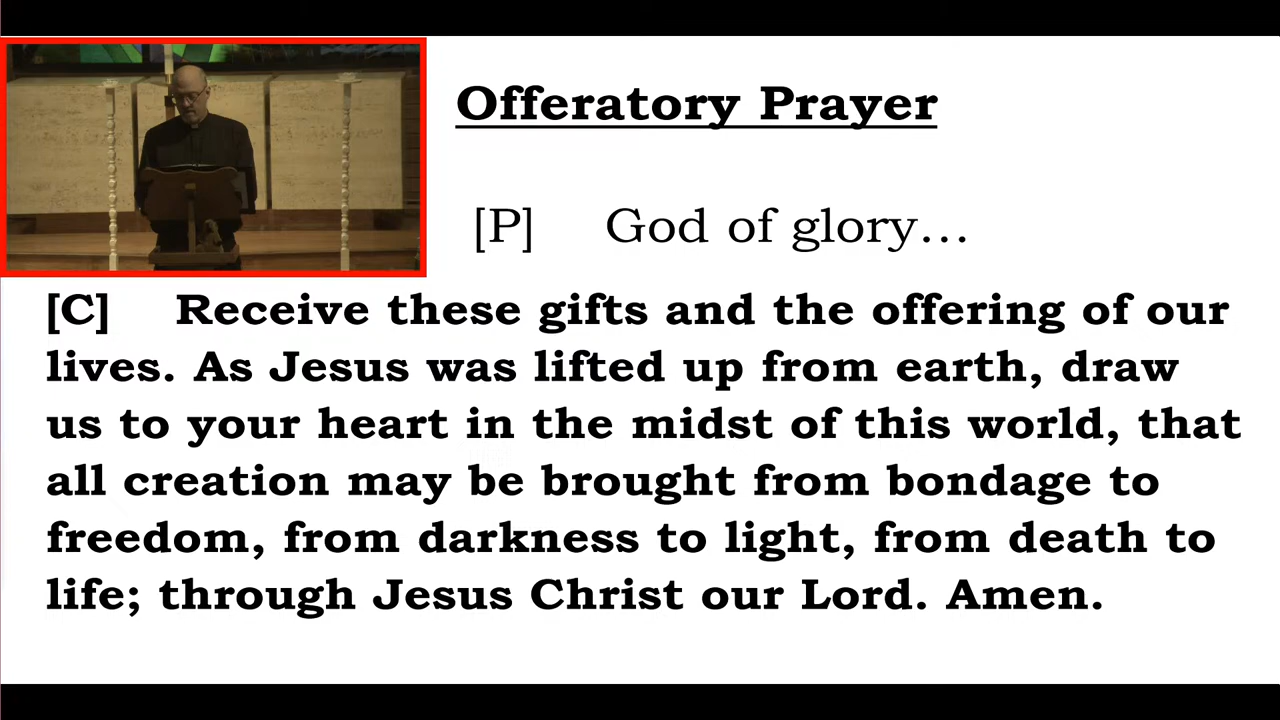 Offeratory Prayer
[P] God of glory...
[C] Receive these gifts and the offering of our
lives. As Jesus was lifted up from earth, draw
us to your heart in the midst of this world, that
all creation may be brought from bondage to
freedom, from darkness to light, from death to
life; through Jesus Christ our Lord. Amen.